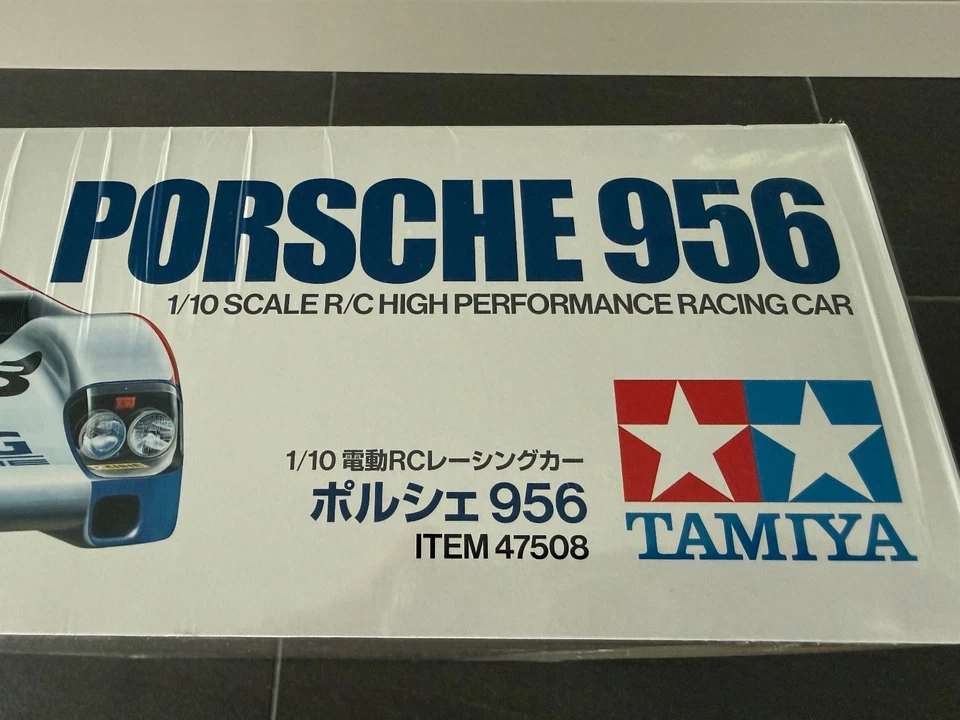 PORSCHE 956
1/10 SCALE R/C HIGH PERFORMANCE RACING CAR
1/10 電動RCレーシングカー
ポルシェ 956
ITEM 47508
TAMIYA